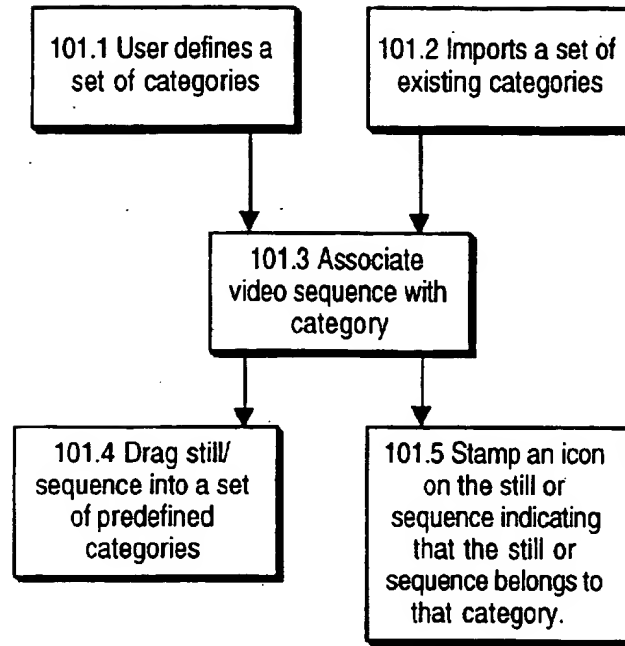 101.1 User defines a
set of categories
101.2 Imports a set of
existing categories
101.3 Associate
video sequence with
category
101.4 Drag still/
sequence into a set
of predefined
categories
101.5 Stamp an icon
on the still or
sequence indicating
that the still or
sequence belongs to
that category.